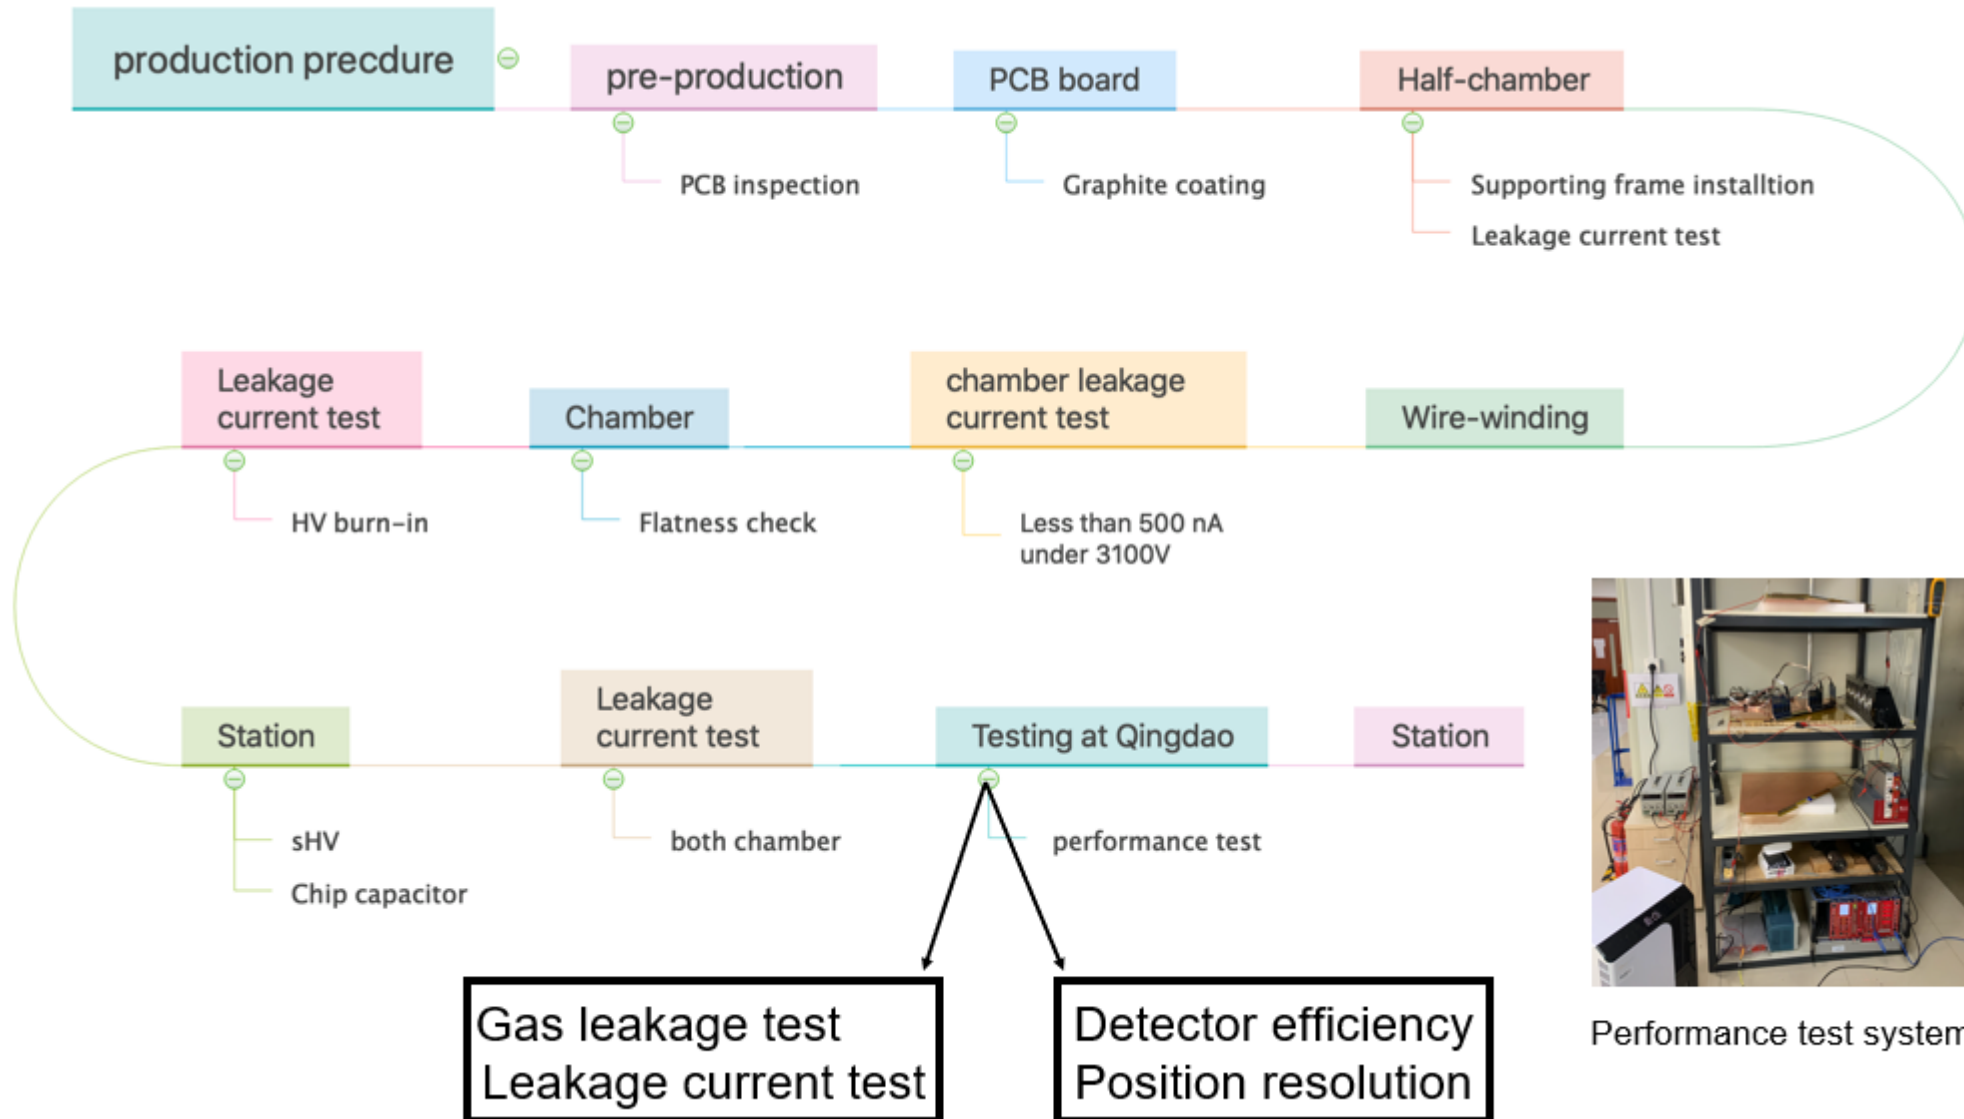 production precdure
pre-production
PCB board
Half-chamber
PCB inspection
Graphite coating
Supporting frame installtion
Leakage current test
Leakage
current test
Chamber
chamber leakage
current test
Wire-winding
HV burn-in
Flatness check
Less than 500 nA
under 3100V
Station
Leakage
current test
Testing at Qingdao
Station
sHV
Chip capacitor
both chamber
performance test
Gas leakage test
Leakage current test
Detector efficiency
Position resolution
Performance test system